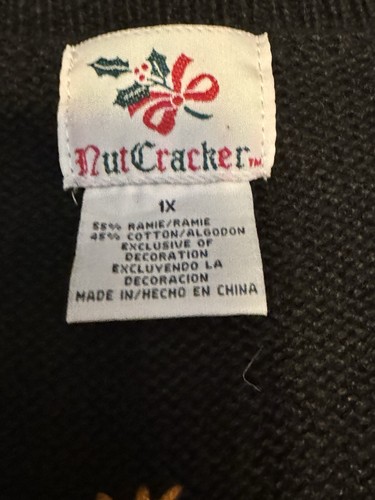 NutCracker™
1X
55% RAMIE/RAMIE
45% COTTON/ALGODON
EXCLUSIVE OF
DECORATION
EXCLUYENDO LA
DECORACION
MADE IN/HECHO EN CHINA